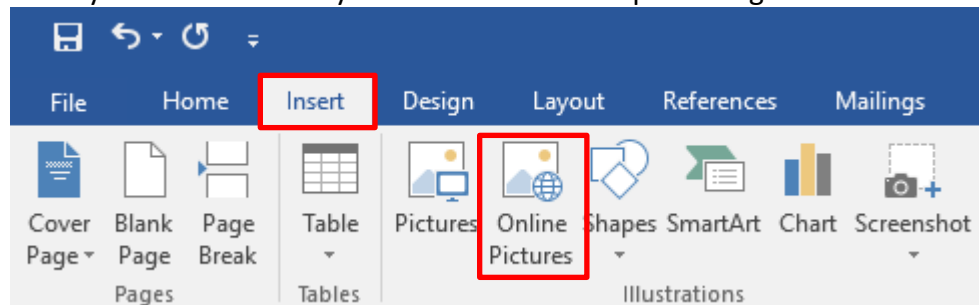 File Home Insert Design Layout References Mailings
Cover Blank Page Table Pictures Online Shapes SmartArt Chart Screenshot
Page Page Break Pictures
Pages Tables Illustrations